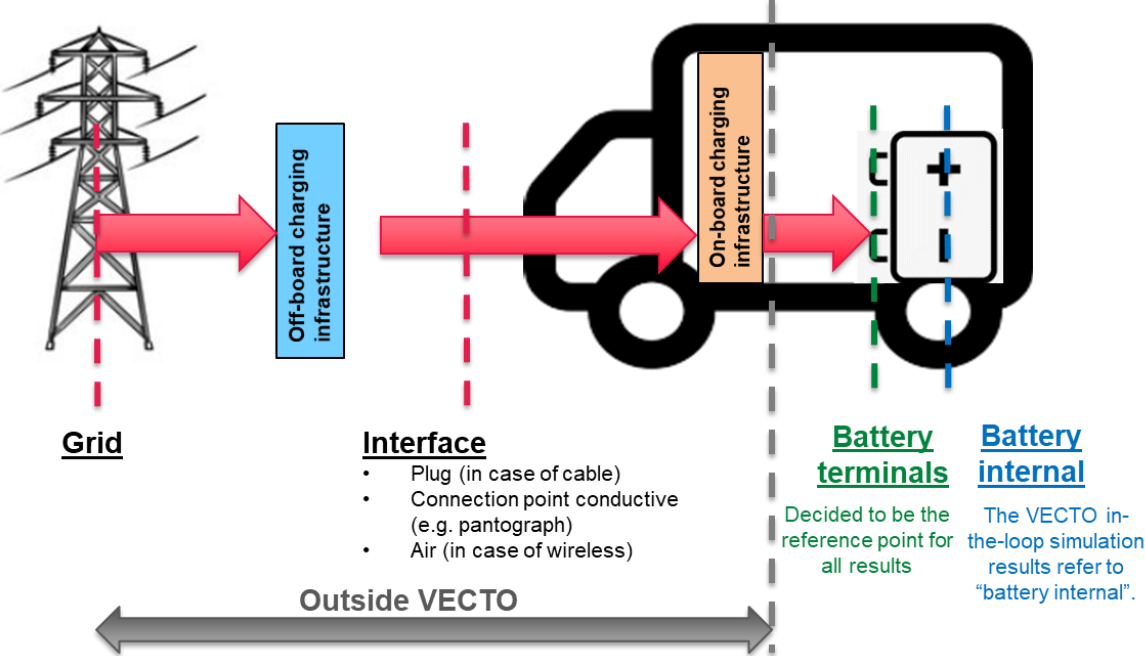 Off-board charging
infrastructure
On-board charging
infrastructure
+
-
Grid
Interface
• Plug (in case of cable)
• Connection point conductive
(e.g. pantograph)
• Air (in case of wireless)
Battery
terminals
Decided to be the
reference point for
all results
Battery
internal
The VECTO in-
the-loop simulation
results refer to
“battery internal”.
Outside VECTO